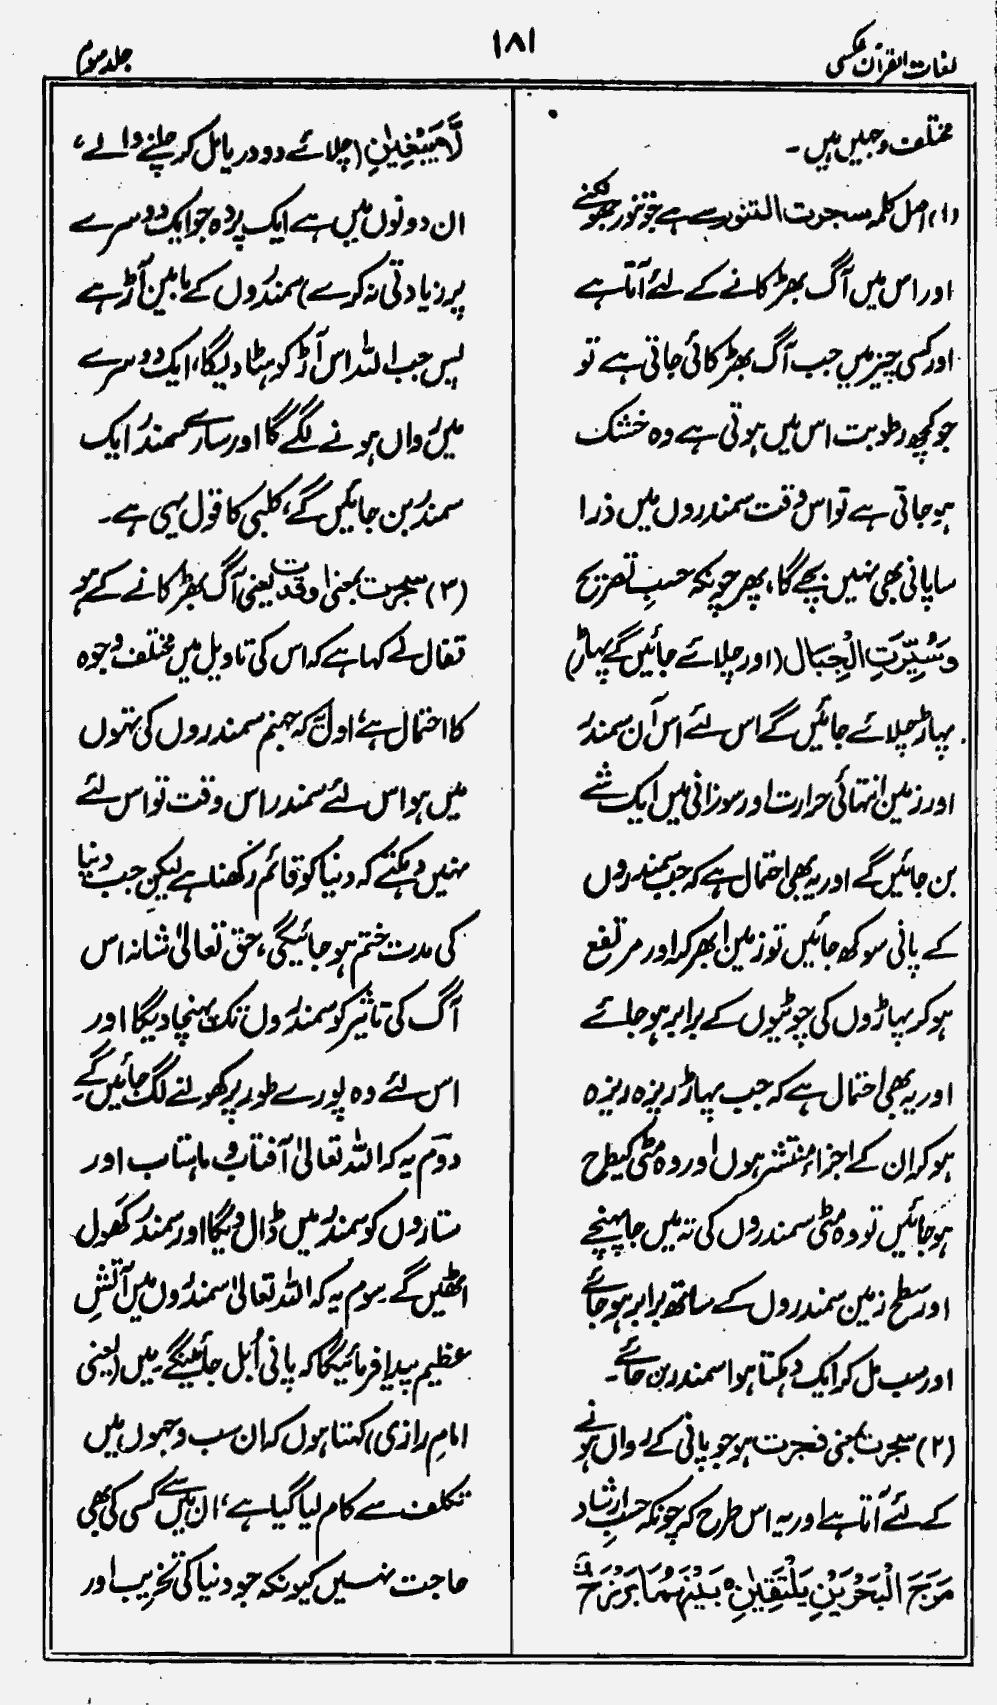 لغات القرآن عکسی
۱۸۱
جلد سوم
مختلف وجہیں ہیں۔
(۱) اصل کلمہ سجرت التنور سے ہے جو تنور جھونکنے
اور اس میں آگ بھڑکانے کے لئے آتا ہے
اور کسی چیز میں جب آگ بھڑکائی جاتی ہے تو
جو کچھ رطوبت اس میں ہوتی ہے وہ خشک
ہو جاتی ہے تو اس وقت سمندروں میں ذرا
سا پانی بھی نہیں بچے گا، پھر چونکہ حسبِ تصریح
وَسُیِّرَتِ الْجِبَال (اور چلائے جائیں گے پہاڑ)
پہاڑ چلائے جائیں گے اس لئے اس آن سمندر
اور زمین انتہائی حرارت اور سوزانی میں ایک شے
بن جائیں گے اور یہ بھی احتمال ہے کہ جب سمندروں
کے پانی سوکھ جائیں تو زمین ابھر کر اور مرتفع
ہو کر پہاڑوں کی چوٹیوں کے برابر ہو جائے
اور یہ بھی احتمال ہے کہ جب پہاڑ ریزہ ریزہ
ہو کر ان کے اجزاء منتشر ہوں اور وہ مٹی کیطرح
ہو جائیں تو وہ مٹی سمندروں کی تہ میں جا پہنچے
اور سطح زمین سمندروں کے ساتھ برابر ہو جائے
اور سب مل کر ایک دہکتا ہوا سمندر بن جائے۔
(۲) سجرت بمعنی فجرت ہو جو پانی کے رواں ہونے
کے لئے آتا ہے اور یہ اس طرح کہ چونکہ حسبِ ارشاد
مَرَجَ الْبَحْرَیْنِ یَلْتَقِیٰنِ ہ بَیْنَہُمَا بَرْزَخٌ
لَّا یَبْغِیٰنِ (چلائے دو دریا مل کر چلنے والے،
ان دونوں میں ہے ایک پردہ جو ایک دوسرے
پر زیادتی نہ کرے) سمندروں کے مابین آڑ ہے
پس جب اللہ اس آڑ کو ہٹا دیگا، ایک دوسرے
میں رواں ہونے لگے گا اور سارے سمندر ایک
سمندر بن جائیں گے، کلبی کا قول یہی ہے۔
(۳) سجرت بمعنی اوقدت یعنی آگ بھڑکانے کے ہو
قفال نے کہا ہے کہ اس کی تاویل میں مختلف وجوہ
کا احتمال ہے، اول یہ کہ جہنم سمندروں کی تہوں
میں ہو اس لئے سمندر اس وقت تو اس لئے
نہیں دہکتے کہ دنیا کو قائم رکھنا ہے لیکن جب دنیا
کی مدت ختم ہو جائیگی، حق تعالیٰ شانہ اس
آگ کی تاثیر کو سمندروں تک پہنچا دیگا اور
اس لئے وہ پورے طور پر کھولنے لگ جائیں گے
دوم یہ کہ اللہ تعالیٰ آفتاب و ماہتاب اور
ستاروں کو سمندر میں ڈال دیگا اور سمندر کھول
اٹھیں گے۔ سوم یہ کہ اللہ تعالیٰ سمندروں میں آتشِ
عظیم پیدا فرمائیگا کہ پانی اُبل جائینگے۔ میں (یعنی
امام رازی) کہتا ہوں کہ ان سب وجہوں میں
تکلف سے کام لیا گیا ہے، ان میں سے کسی کی بھی
حاجت نہیں کیونکہ جو دنیا کی تخریب اور